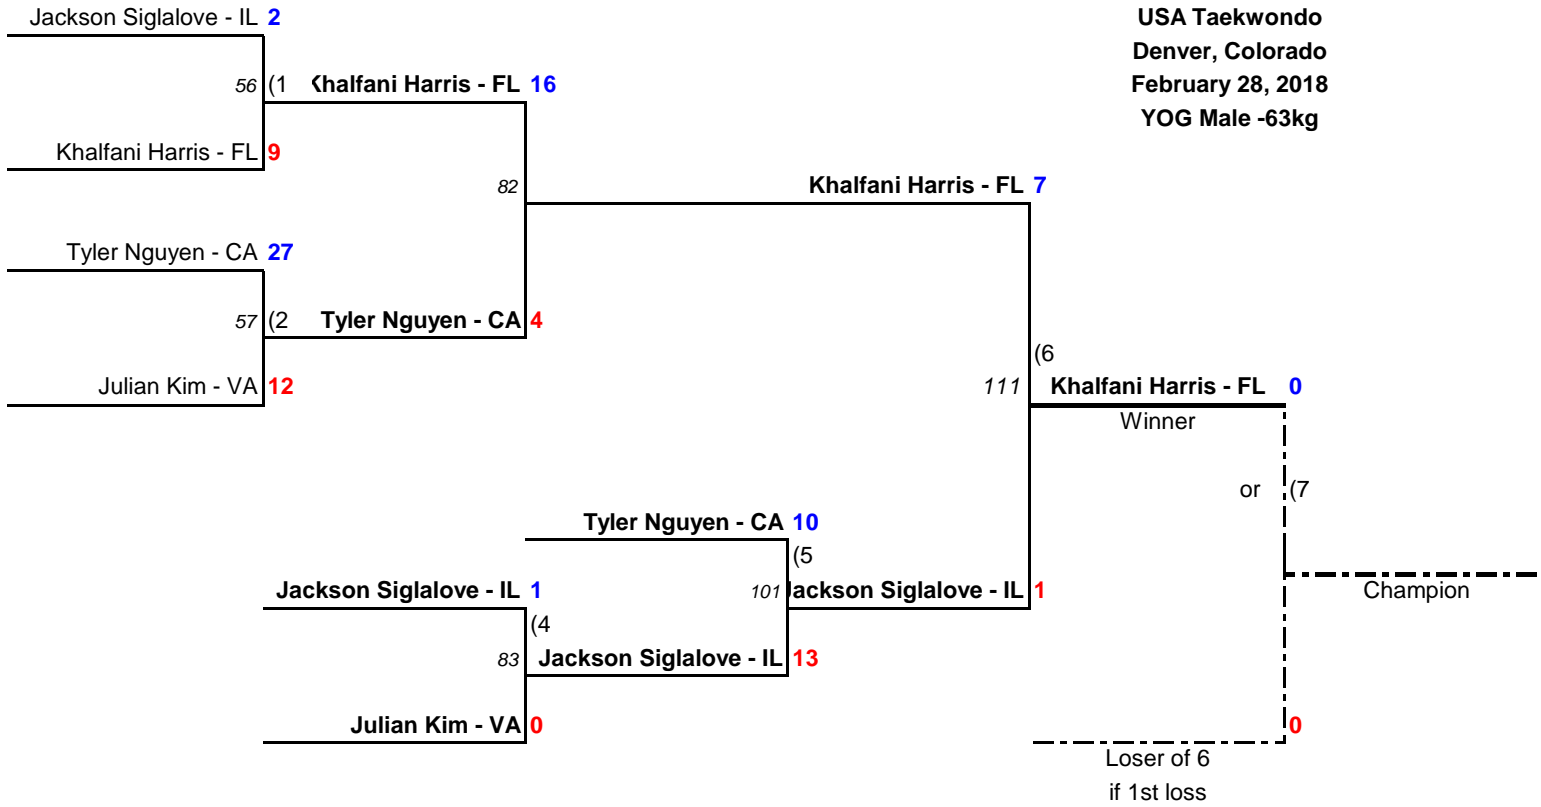 Jackson Siglalove - IL 2
USA Taekwondo
Denver, Colorado
56 (1 Khalfani Harris - FL 16
February 28, 2018
YOG Male -63kg
Khalfani Harris - FL 9
82 Khalfani Harris - FL 7
Tyler Nguyen - CA 27
57 (2 Tyler Nguyen - CA 4
(6
Julian Kim - VA 12
111 Khalfani Harris - FL 0
Winner
or (7
Tyler Nguyen - CA 10
(5
Jackson Siglalove - IL 1
101 Jackson Siglalove - IL 1
Champion
(4
83 Jackson Siglalove - IL 13
Julian Kim - VA 0
0
Loser of 6
if 1st loss